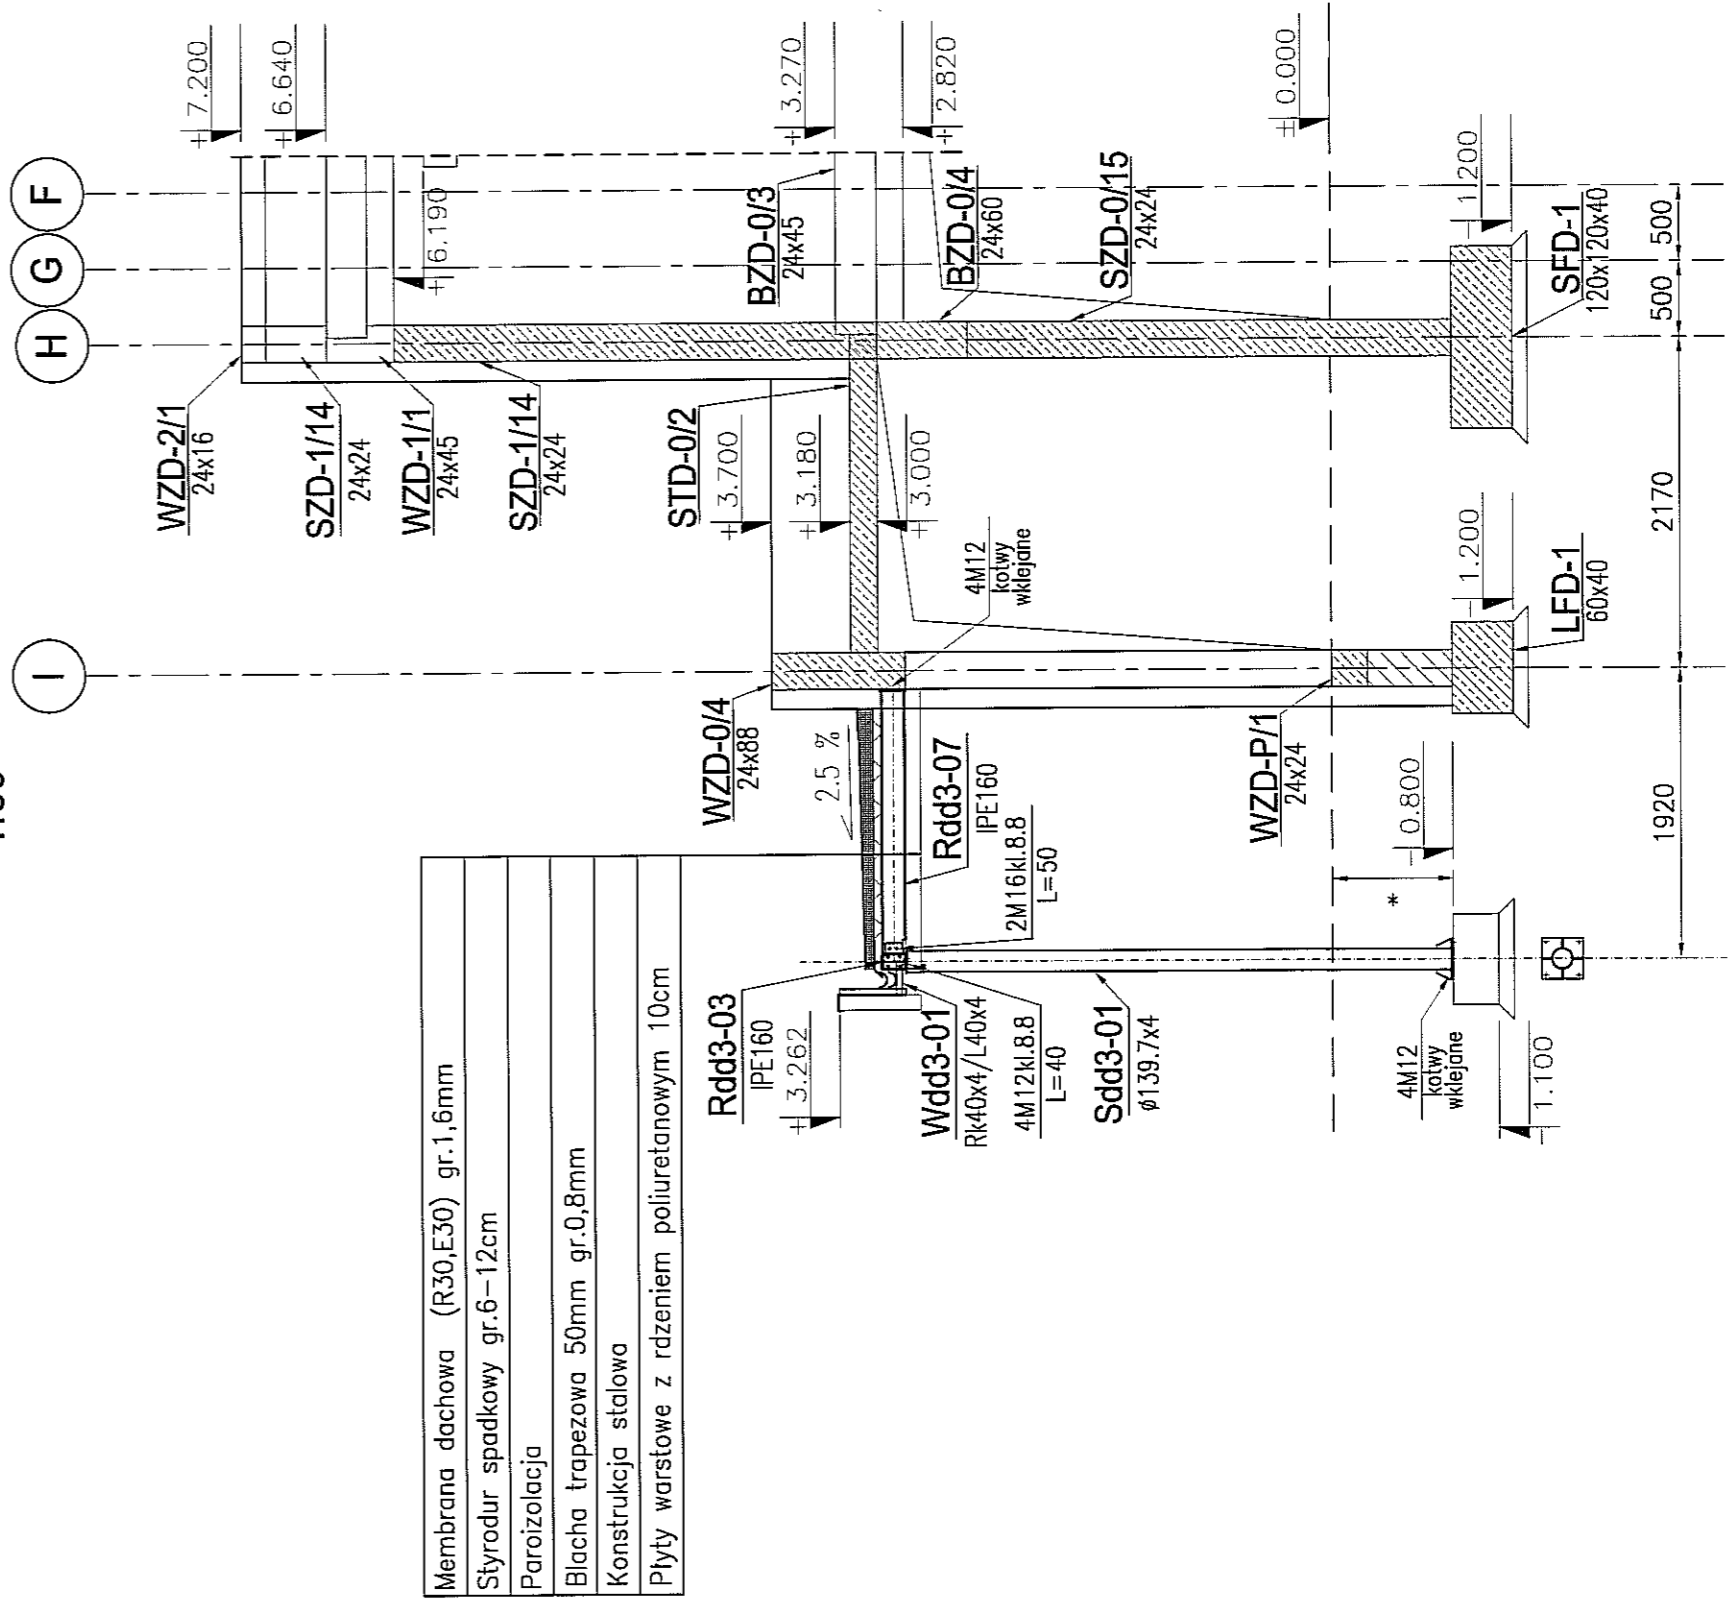 F
G
H
I
+7.200
+6.640
+6.190
+3.270
+2.820
±0.000
-1.200
WZD-2/1
24x16
SZD-1/14
24x24
WZD-1/1
24x45
SZD-1/14
24x24
STD-0/2
+3.700
+3.180
+3.000
BZD-0/3
24x45
BZD-0/4
24x60
SZD-0/15
24x24
SFD-1
120x120x40
500
500
2170
1920
4M12
kotwy
wklejane
-1.200
LFD-1
60x40
WZD-0/4
24x88
2.5 %
Rdd3-07
IPE160
2M16kl.8.8
L=50
WZD-P/1
24x24
-0.800
*
Membrana dachowa (R30,E30) gr.1,6mm
Styrodur spadkowy gr.6-12cm
Paroizolacja
Blacha trapezowa 50mm gr.0,8mm
Konstrukcja stalowa
Płyty warstowe z rdzeniem poliuretanowym 10cm
Rdd3-03
IPE160
+3.262
Wdd3-01
Rk40x4/L40x4
4M12kl.8.8
L=40
Sdd3-01
ø139.7x4
4M12
kotwy
wklejane
-1.100